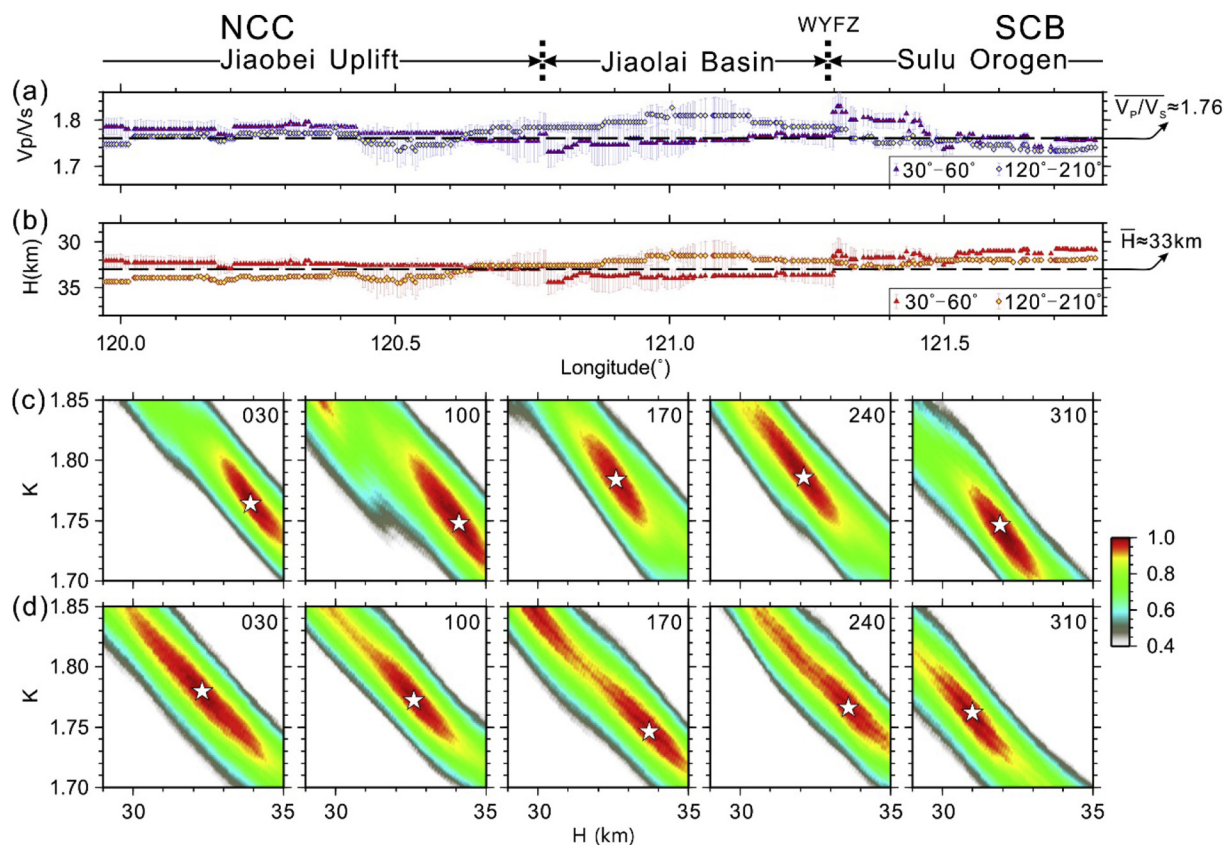 NCC WYFZ SCB
Jiaobei Uplift Jiaolai Basin Sulu Orogen
(a)
Vp/Vs
1.8
1.7
30°−60° 120°−210°
V_P/V_S≈1.76
(b)
H(km)
30
35
30°−60° 120°−210°
H≈33km
120.0 120.5 121.0 121.5
Longitude(°)
(c)
K
1.85
1.80
1.75
1.70
030 100 170 240 310
(d)
K
1.85
1.80
1.75
1.70
030 100 170 240 310
30 35 30 35 30 35 30 35 30 35
H (km)
1.0
0.8
0.6
0.4